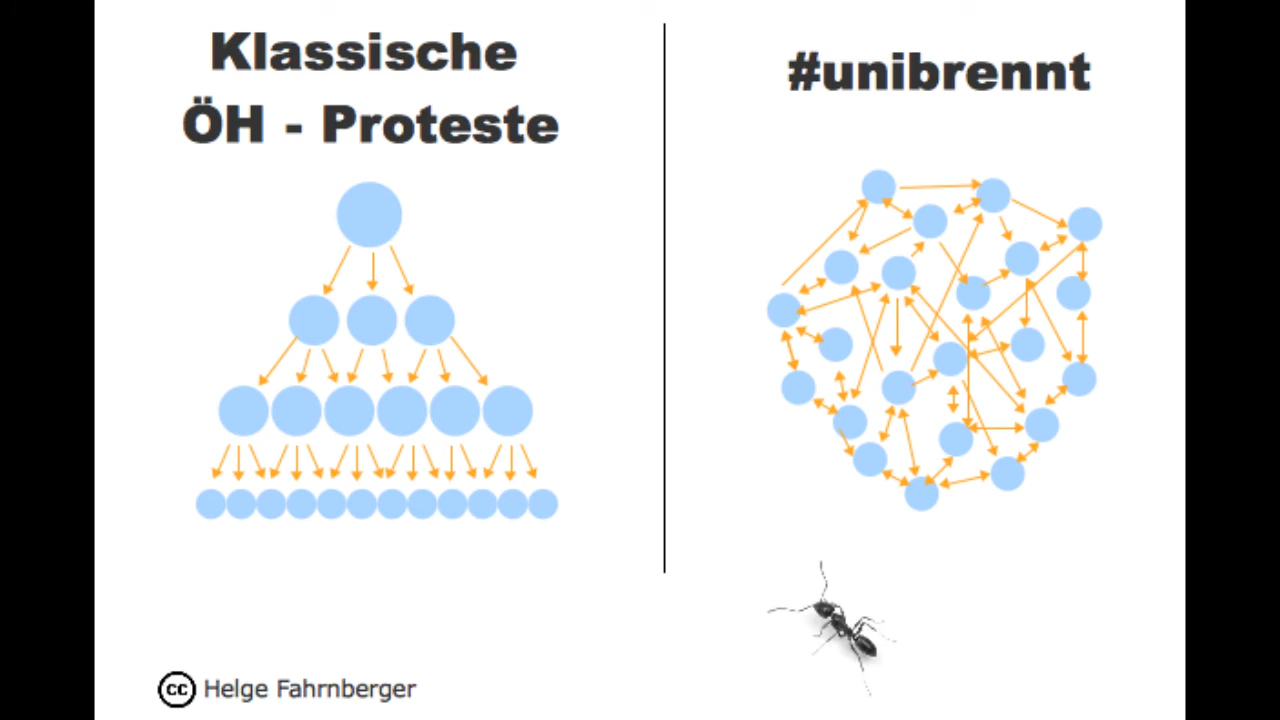 Klassische
ÖH - Proteste
#unibrennt
cc Helge Fahrnberger